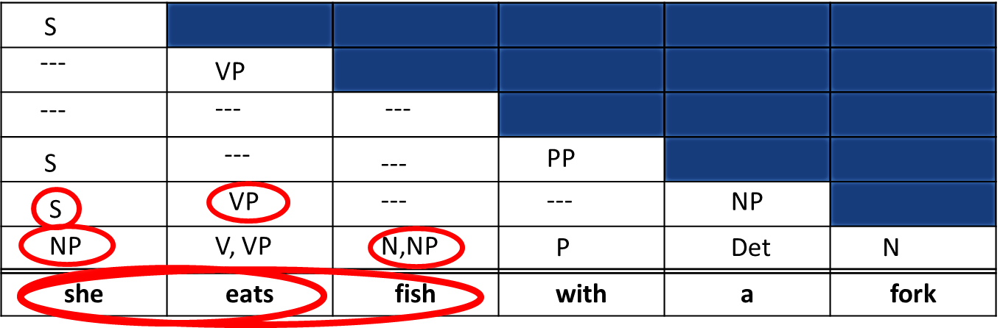 S
--- VP
--- --- ---
S --- --- PP
S VP --- --- NP
NP V, VP N,NP P Det N
she eats fish with a fork